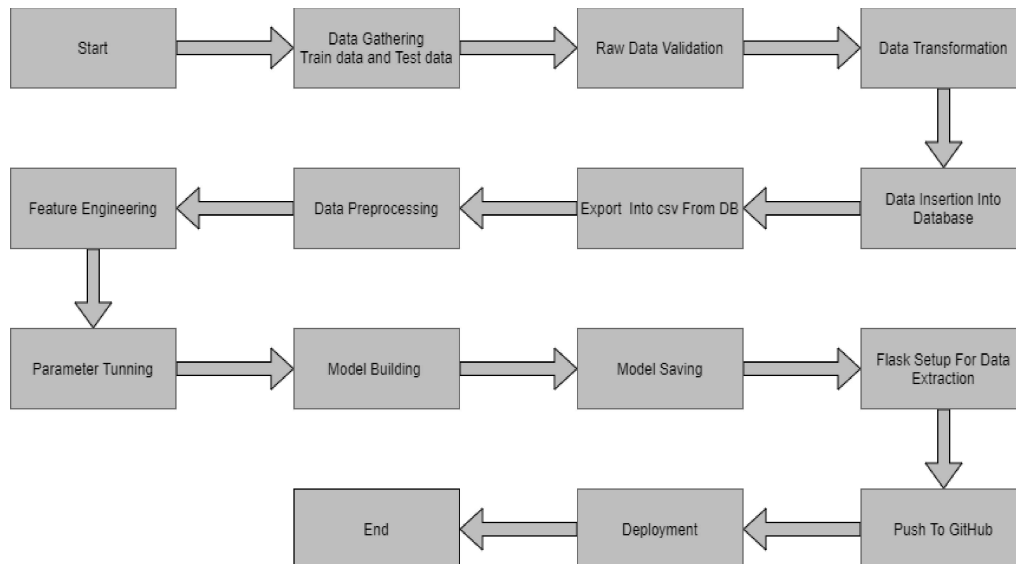 Start
Data Gathering
Train data and Test data
Raw Data Validation
Data Transformation
Data Insertion Into
Database
Export Into csv From DB
Data Preprocessing
Feature Engineering
Parameter Tunning
Model Building
Model Saving
Flask Setup For Data
Extraction
Push To GitHub
Deployment
End